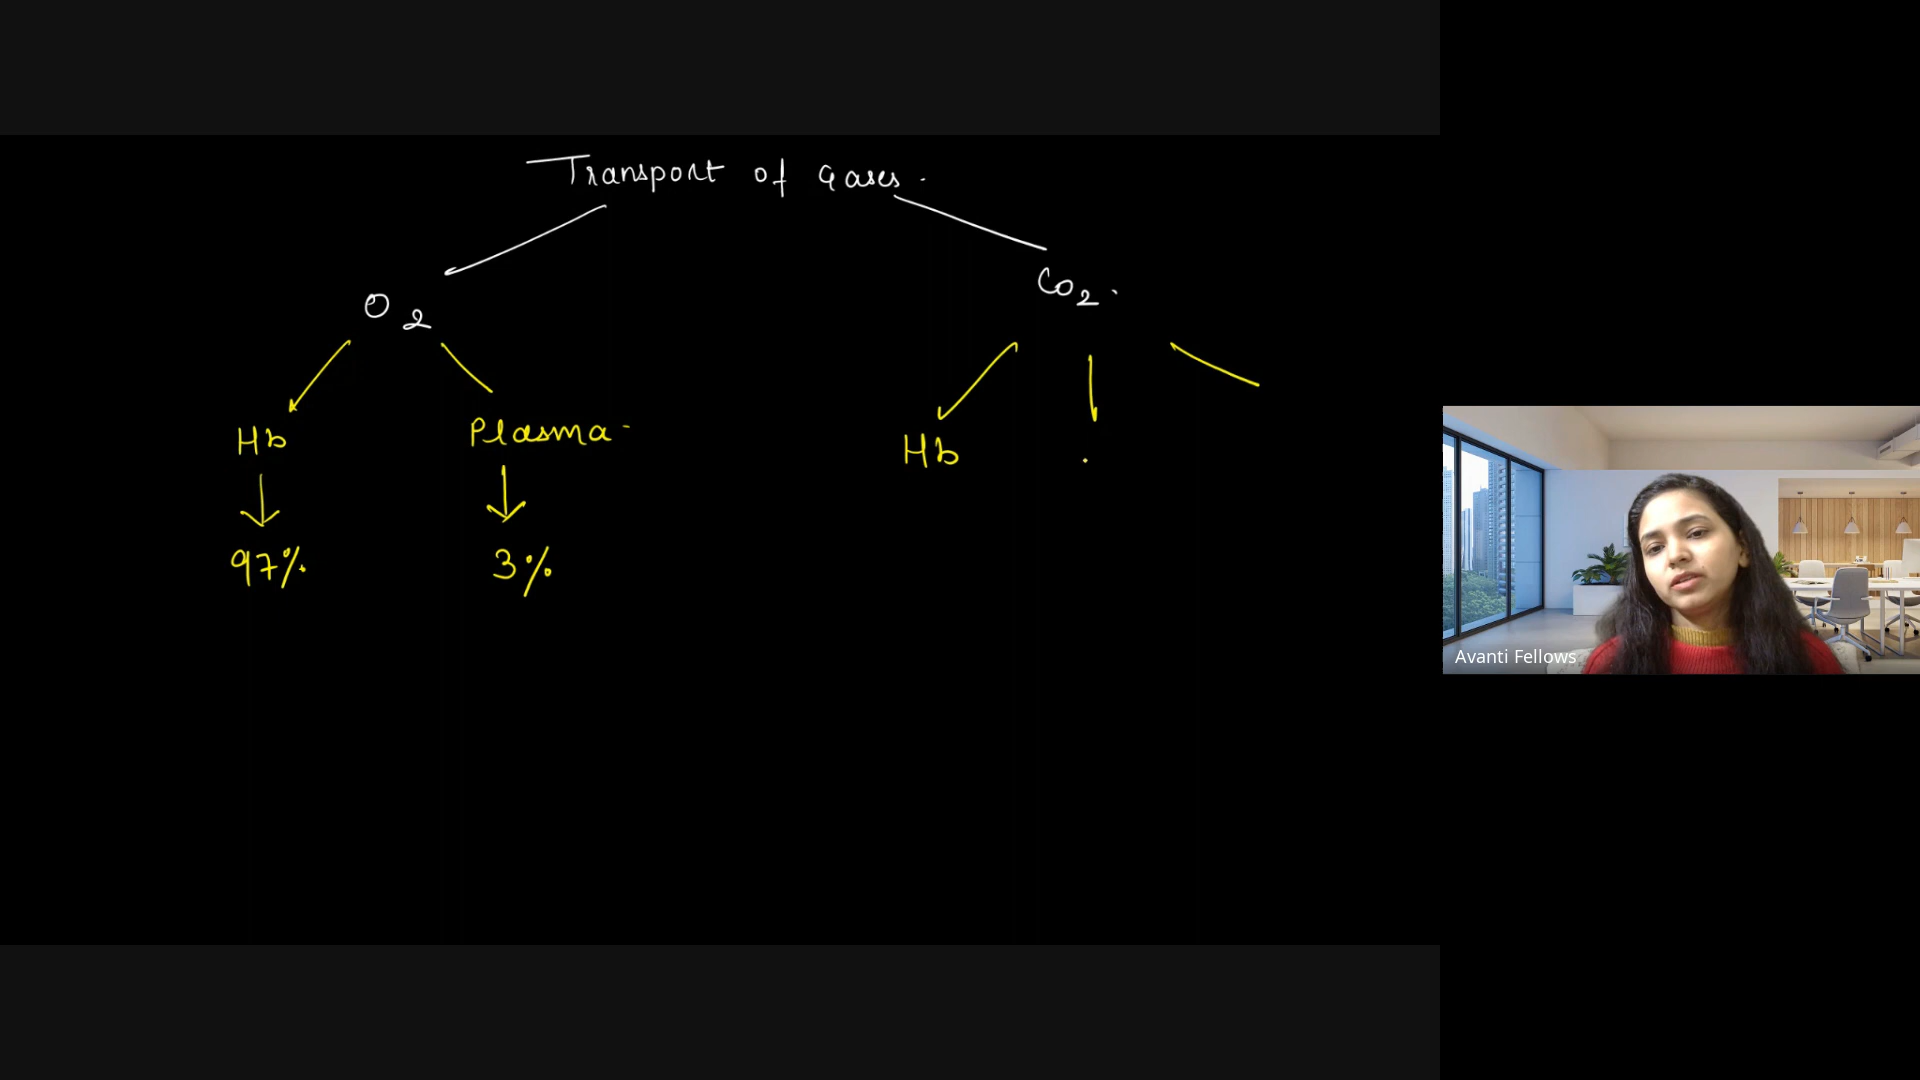 Transport of Gases.
O2
CO2.
Hb
Plasma
Hb
97%
3%
Avanti Fellows